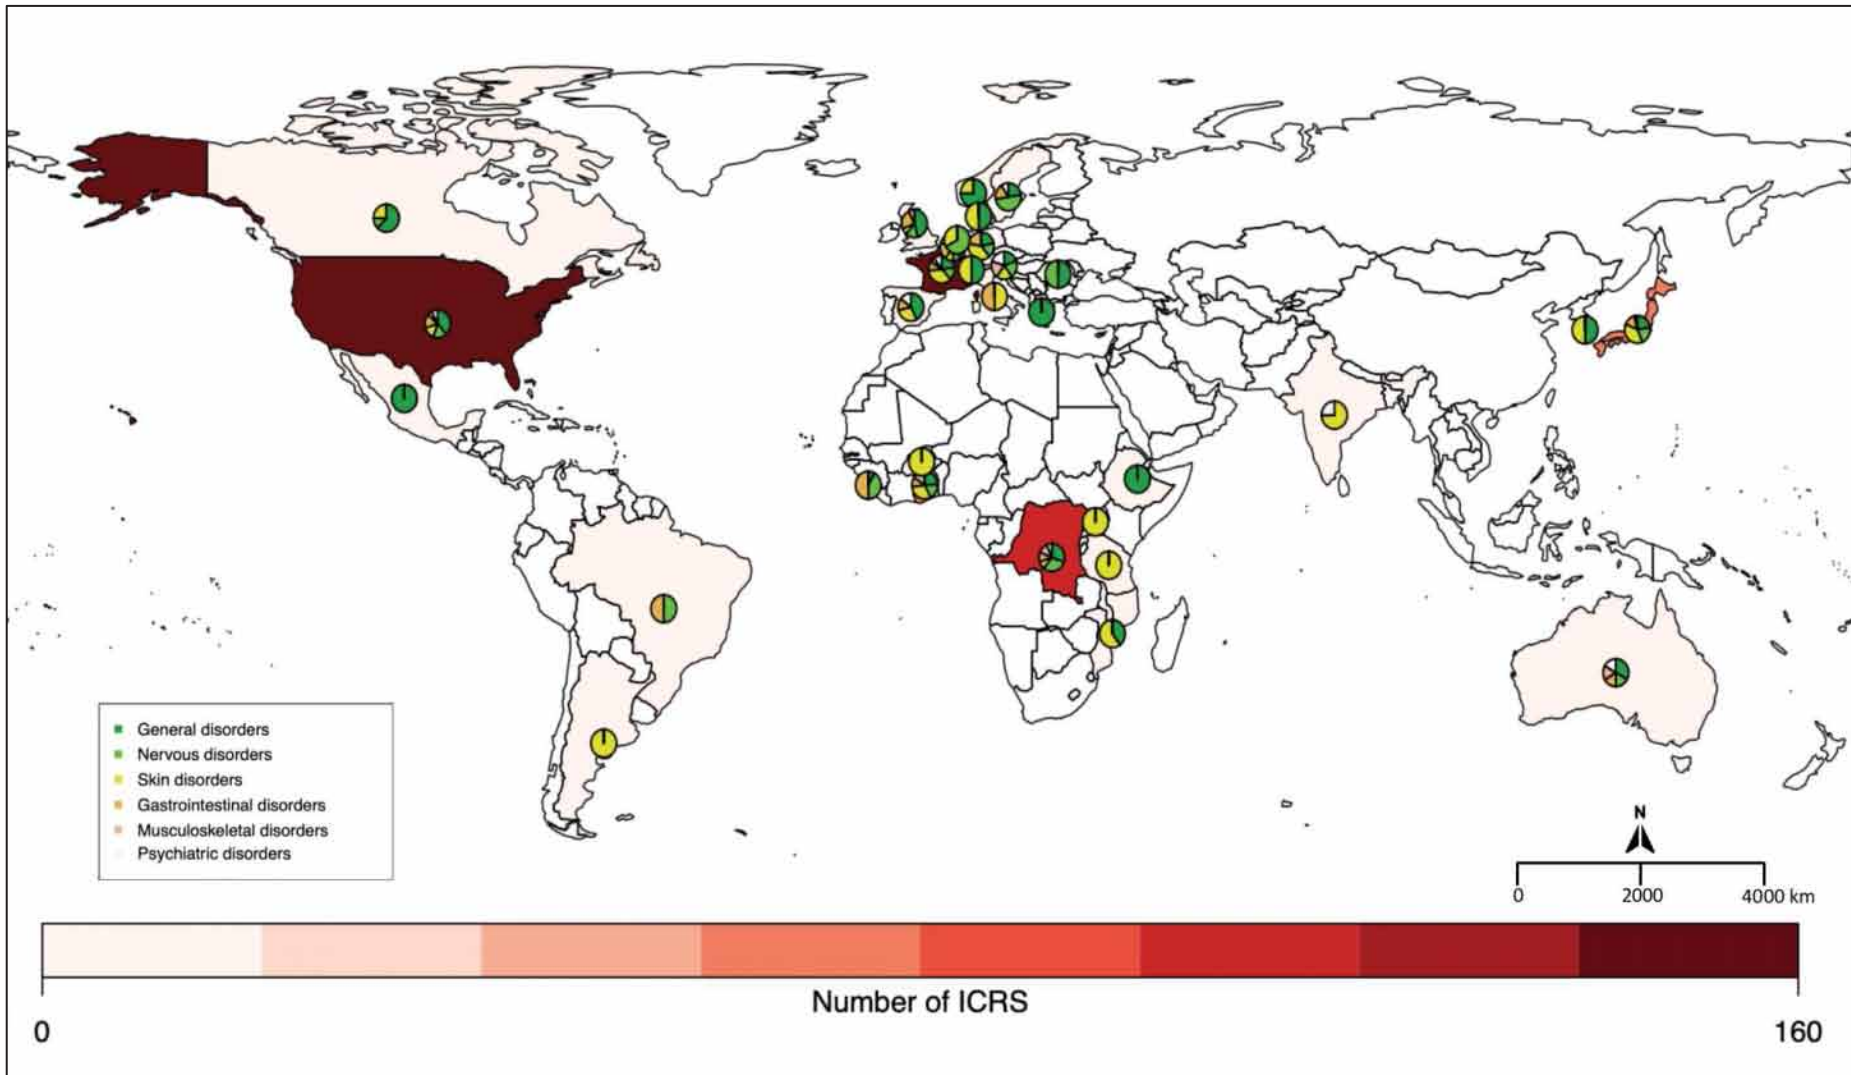 General disorders
Nervous disorders
Skin disorders
Gastrointestinal disorders
Musculoskeletal disorders
Psychiatric disorders
N
0 2000 4000 km
Number of ICRS
0 160